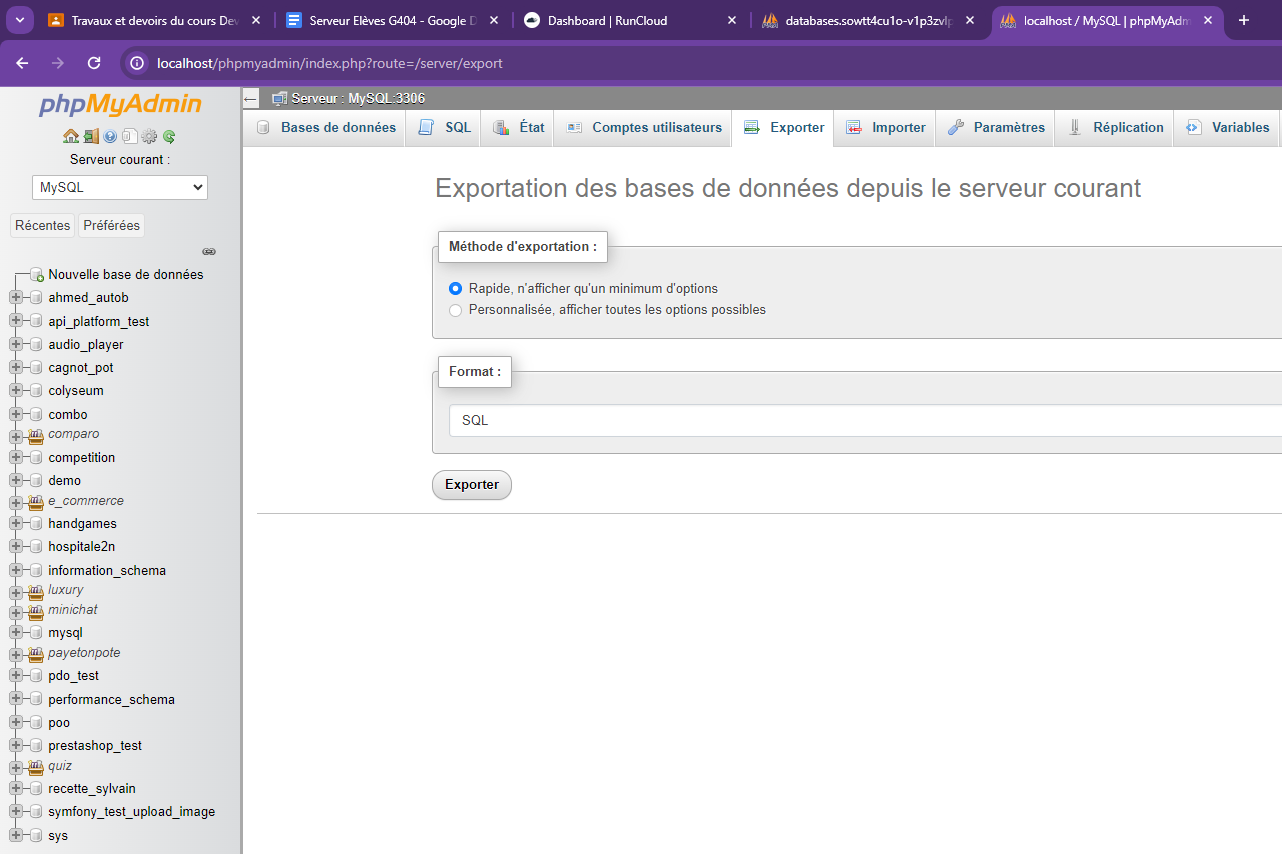 Travaux et devoirs du cours Dev
Serveur Elèves G404 - Google D
Dashboard | RunCloud
databases.sowtt4cu1o-v1p3zvlp
localhost / MySQL | phpMyAdm
localhost/phpmyadmin/index.php?route=/server/export
phpMyAdmin
Serveur courant :
MySQL
Récentes
Préférées
Nouvelle base de données
ahmed_autob
api_platform_test
audio_player
cagnot_pot
colyseum
combo
comparo
competition
demo
e_commerce
handgames
hospitale2n
information_schema
luxury
minichat
mysql
payetonpote
pdo_test
performance_schema
poo
prestashop_test
quiz
recette_sylvain
symfony_test_upload_image
sys
Serveur : MySQL:3306
Bases de données
SQL
État
Comptes utilisateurs
Exporter
Importer
Paramètres
Réplication
Variables
Exportation des bases de données depuis le serveur courant
Méthode d'exportation :
Rapide, n'afficher qu'un minimum d'options
Personnalisée, afficher toutes les options possibles
Format :
SQL
Exporter